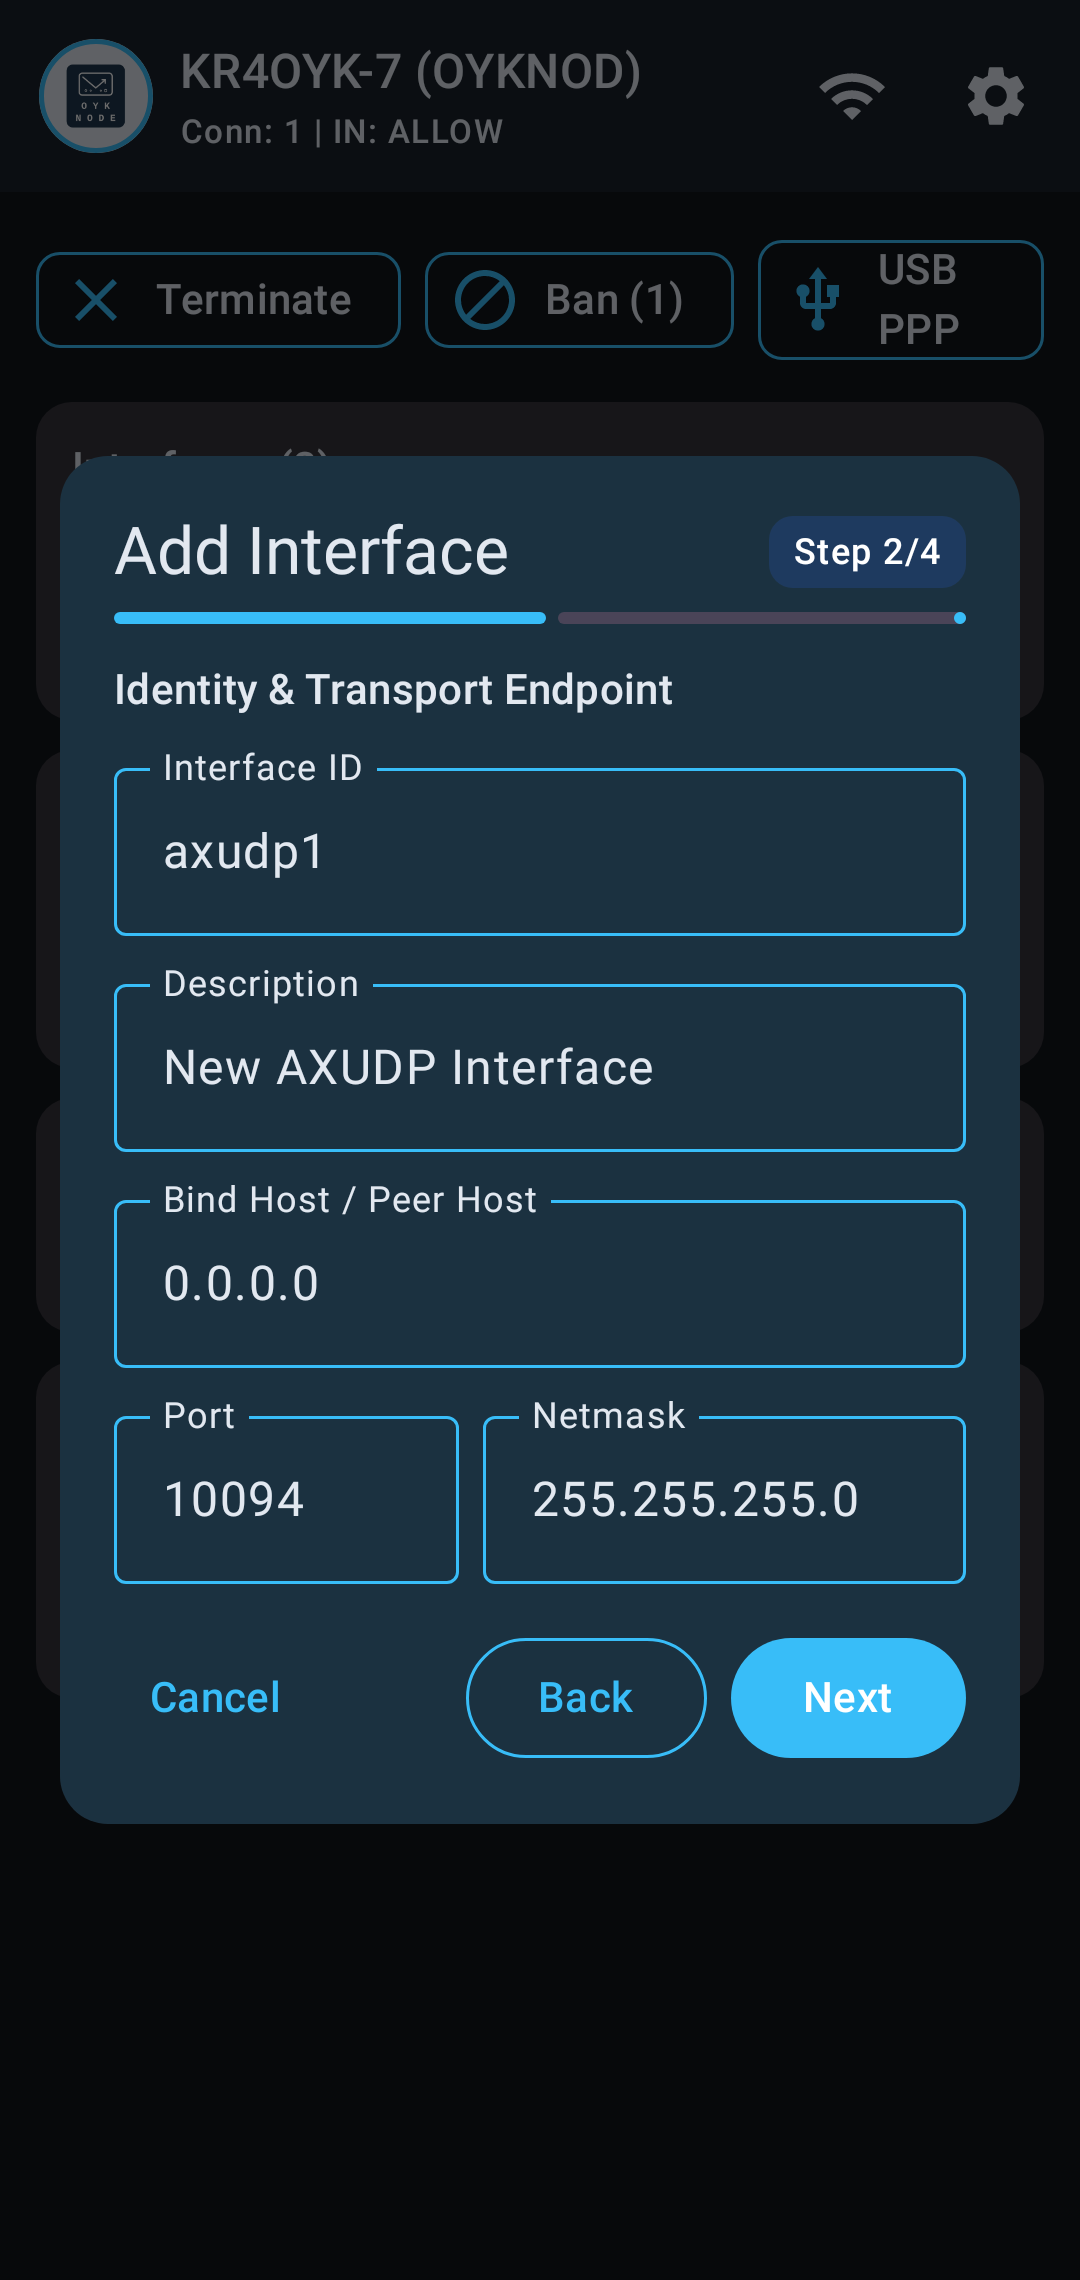 OYK
NODE
KR4OYK-7 (OYKNOD)
Conn: 1 | IN: ALLOW
Terminate
Ban (1)
USB
PPP
Add Interface
Step 2/4
Identity & Transport Endpoint
Interface ID
axudp1
Description
New AXUDP Interface
Bind Host / Peer Host
0.0.0.0
Port
Netmask
10094
255.255.255.0
Cancel
Back
Next